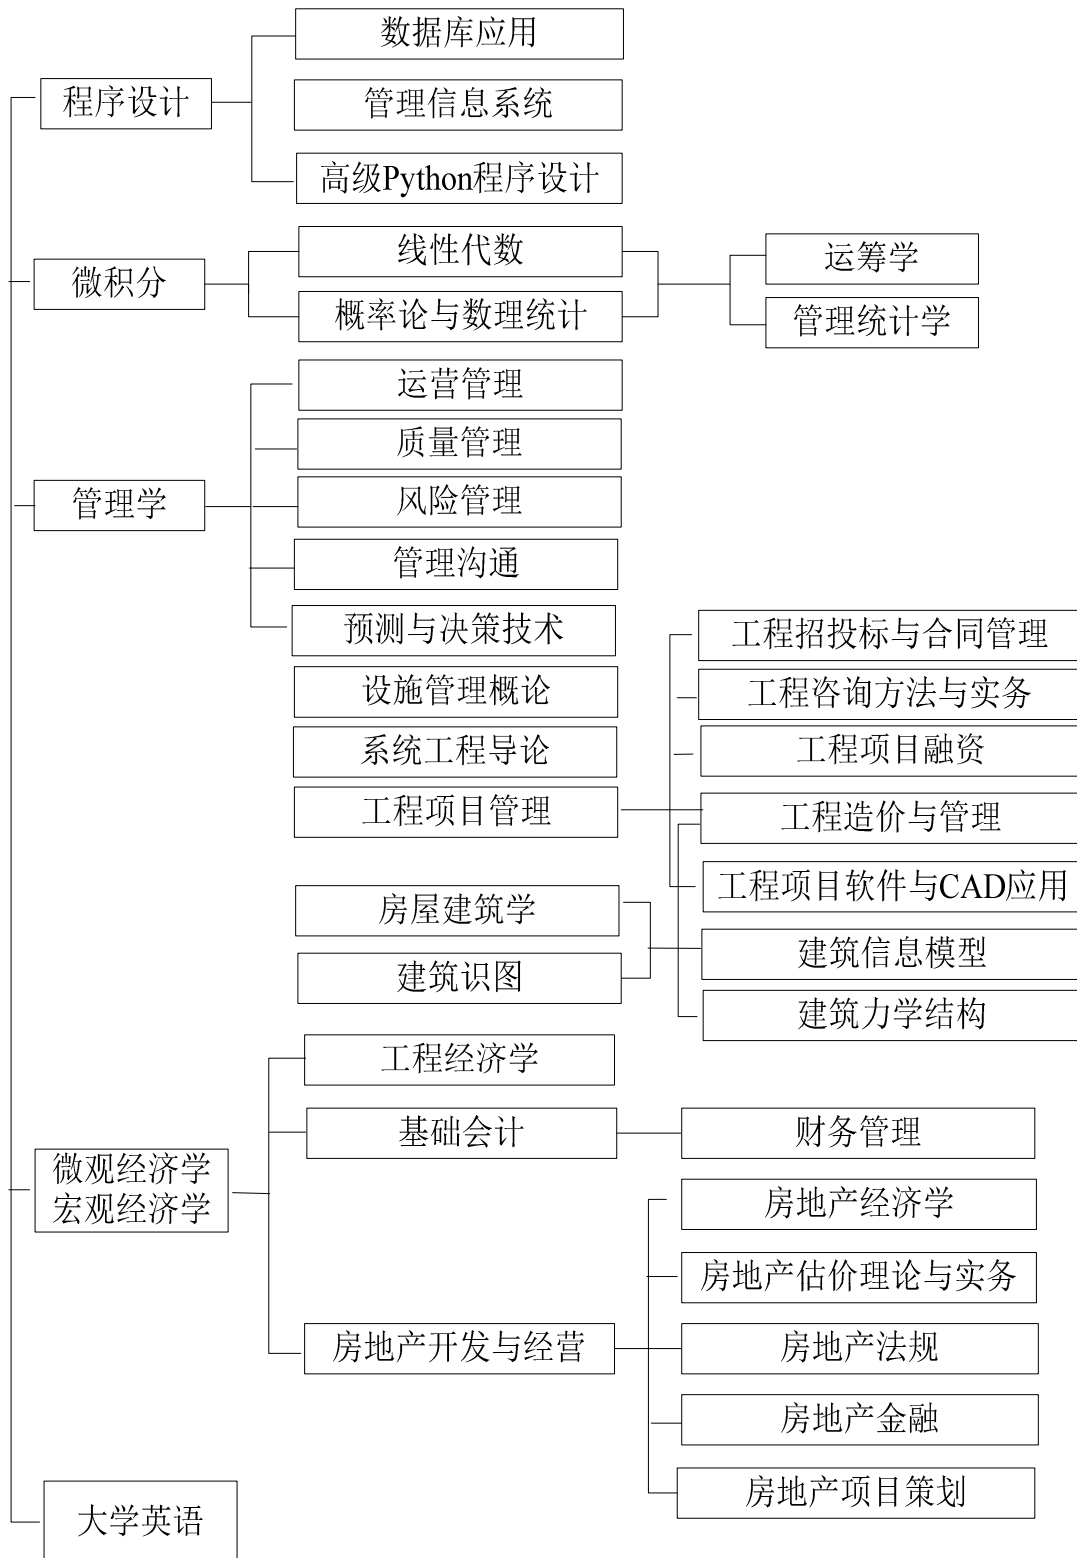 数据库应用
程序设计
管理信息系统
高级Python程序设计
线性代数
运筹学
微积分
概率论与数理统计
管理统计学
运营管理
质量管理
管理学
风险管理
管理沟通
预测与决策技术
工程招投标与合同管理
设施管理概论
工程咨询方法与实务
系统工程导论
工程项目融资
工程项目管理
工程造价与管理
工程项目软件与CAD应用
房屋建筑学
建筑信息模型
建筑识图
建筑力学结构
工程经济学
基础会计
财务管理
微观经济学
宏观经济学
房地产经济学
房地产估价理论与实务
房地产开发与经营
房地产法规
房地产金融
房地产项目策划
大学英语